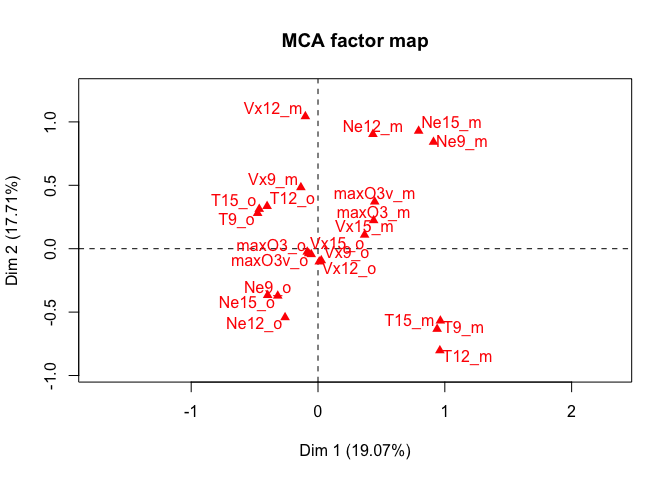 MCA factor map
Dim 2 (17.71%)
1.0
0.5
0.0
-0.5
-1.0
Vx12_m
Ne12_m
Ne15_m
Ne9_m
Vx9_m
T15_o
T12_o
T9_o
maxO3v_m
maxO3_m
Vx15_m
maxO3_o
Vx15_o
Vx9_o
maxO3v_o
Vx12_o
Ne9_o
Ne15_o
Ne12_o
T15_m
T9_m
T12_m
-1
0
1
2
Dim 1 (19.07%)